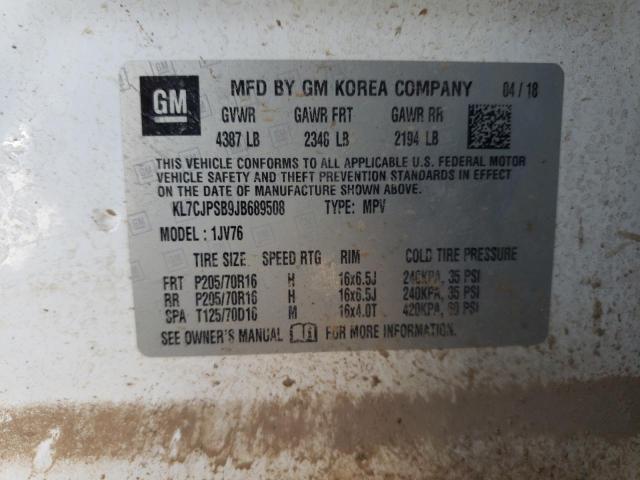 GM MFD BY GM KOREA COMPANY 04 / 18
GVWR GAWR FRT GAWR RR
4387 LB 2346 LB 2194 LB
THIS VEHICLE CONFORMS TO ALL APPLICABLE U.S. FEDERAL MOTOR
VEHICLE SAFETY AND THEFT PREVENTION STANDARDS IN EFFECT
ON THE DATE OF MANUFACTURE SHOWN ABOVE.
KL7CJPSB9JB689508 TYPE: MPV
MODEL: 1JV76
TIRE SIZE SPEED RTG RIM COLD TIRE PRESSURE
FRT P205/70R16 H 16x6.5J 240KPA, 35 PSI
RR P205/70R16 H 16x6.5J 240KPA, 35 PSI
SPA T125/70D16 M 16x4.0T 420KPA, 60 PSI
SEE OWNER'S MANUAL FOR MORE INFORMATION.